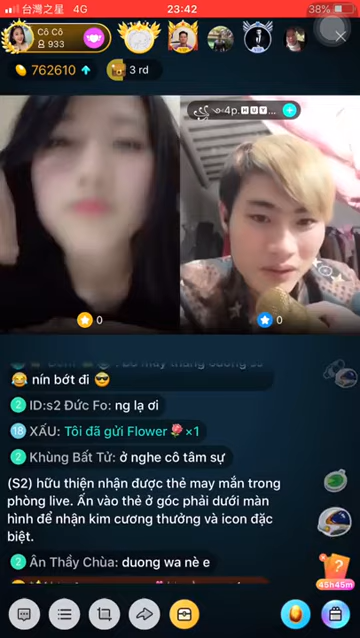 台灣之星 4G
23:42
38%
Cô Cô
933
762610
3 rd
4p.HUY...
0
0
nín bớt đi
2 ID:s2 Đức Fo: ng lạ ơi
18 XẤU: Tôi đã gửi Flower ×1
2 Khùng Bất Tử: ở nghe cô tâm sự
(S2) hữu thiện nhận được thẻ may mắn trong
phòng live. Ấn vào thẻ ở góc phải dưới màn
hình để nhận kim cương thưởng và icon đặc
biệt.
2 Ân Thầy Chùa: duong wa nè e
45h45m